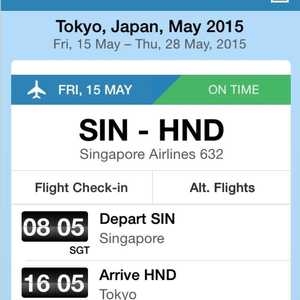 Tokyo, Japan, May 2015
Fri, 15 May – Thu, 28 May, 2015
FRI, 15 MAY
ON TIME
SIN - HND
Singapore Airlines 632
Flight Check-in
Alt. Flights
08 05 Depart SIN
SGT Singapore
16 05 Arrive HND
Tokyo